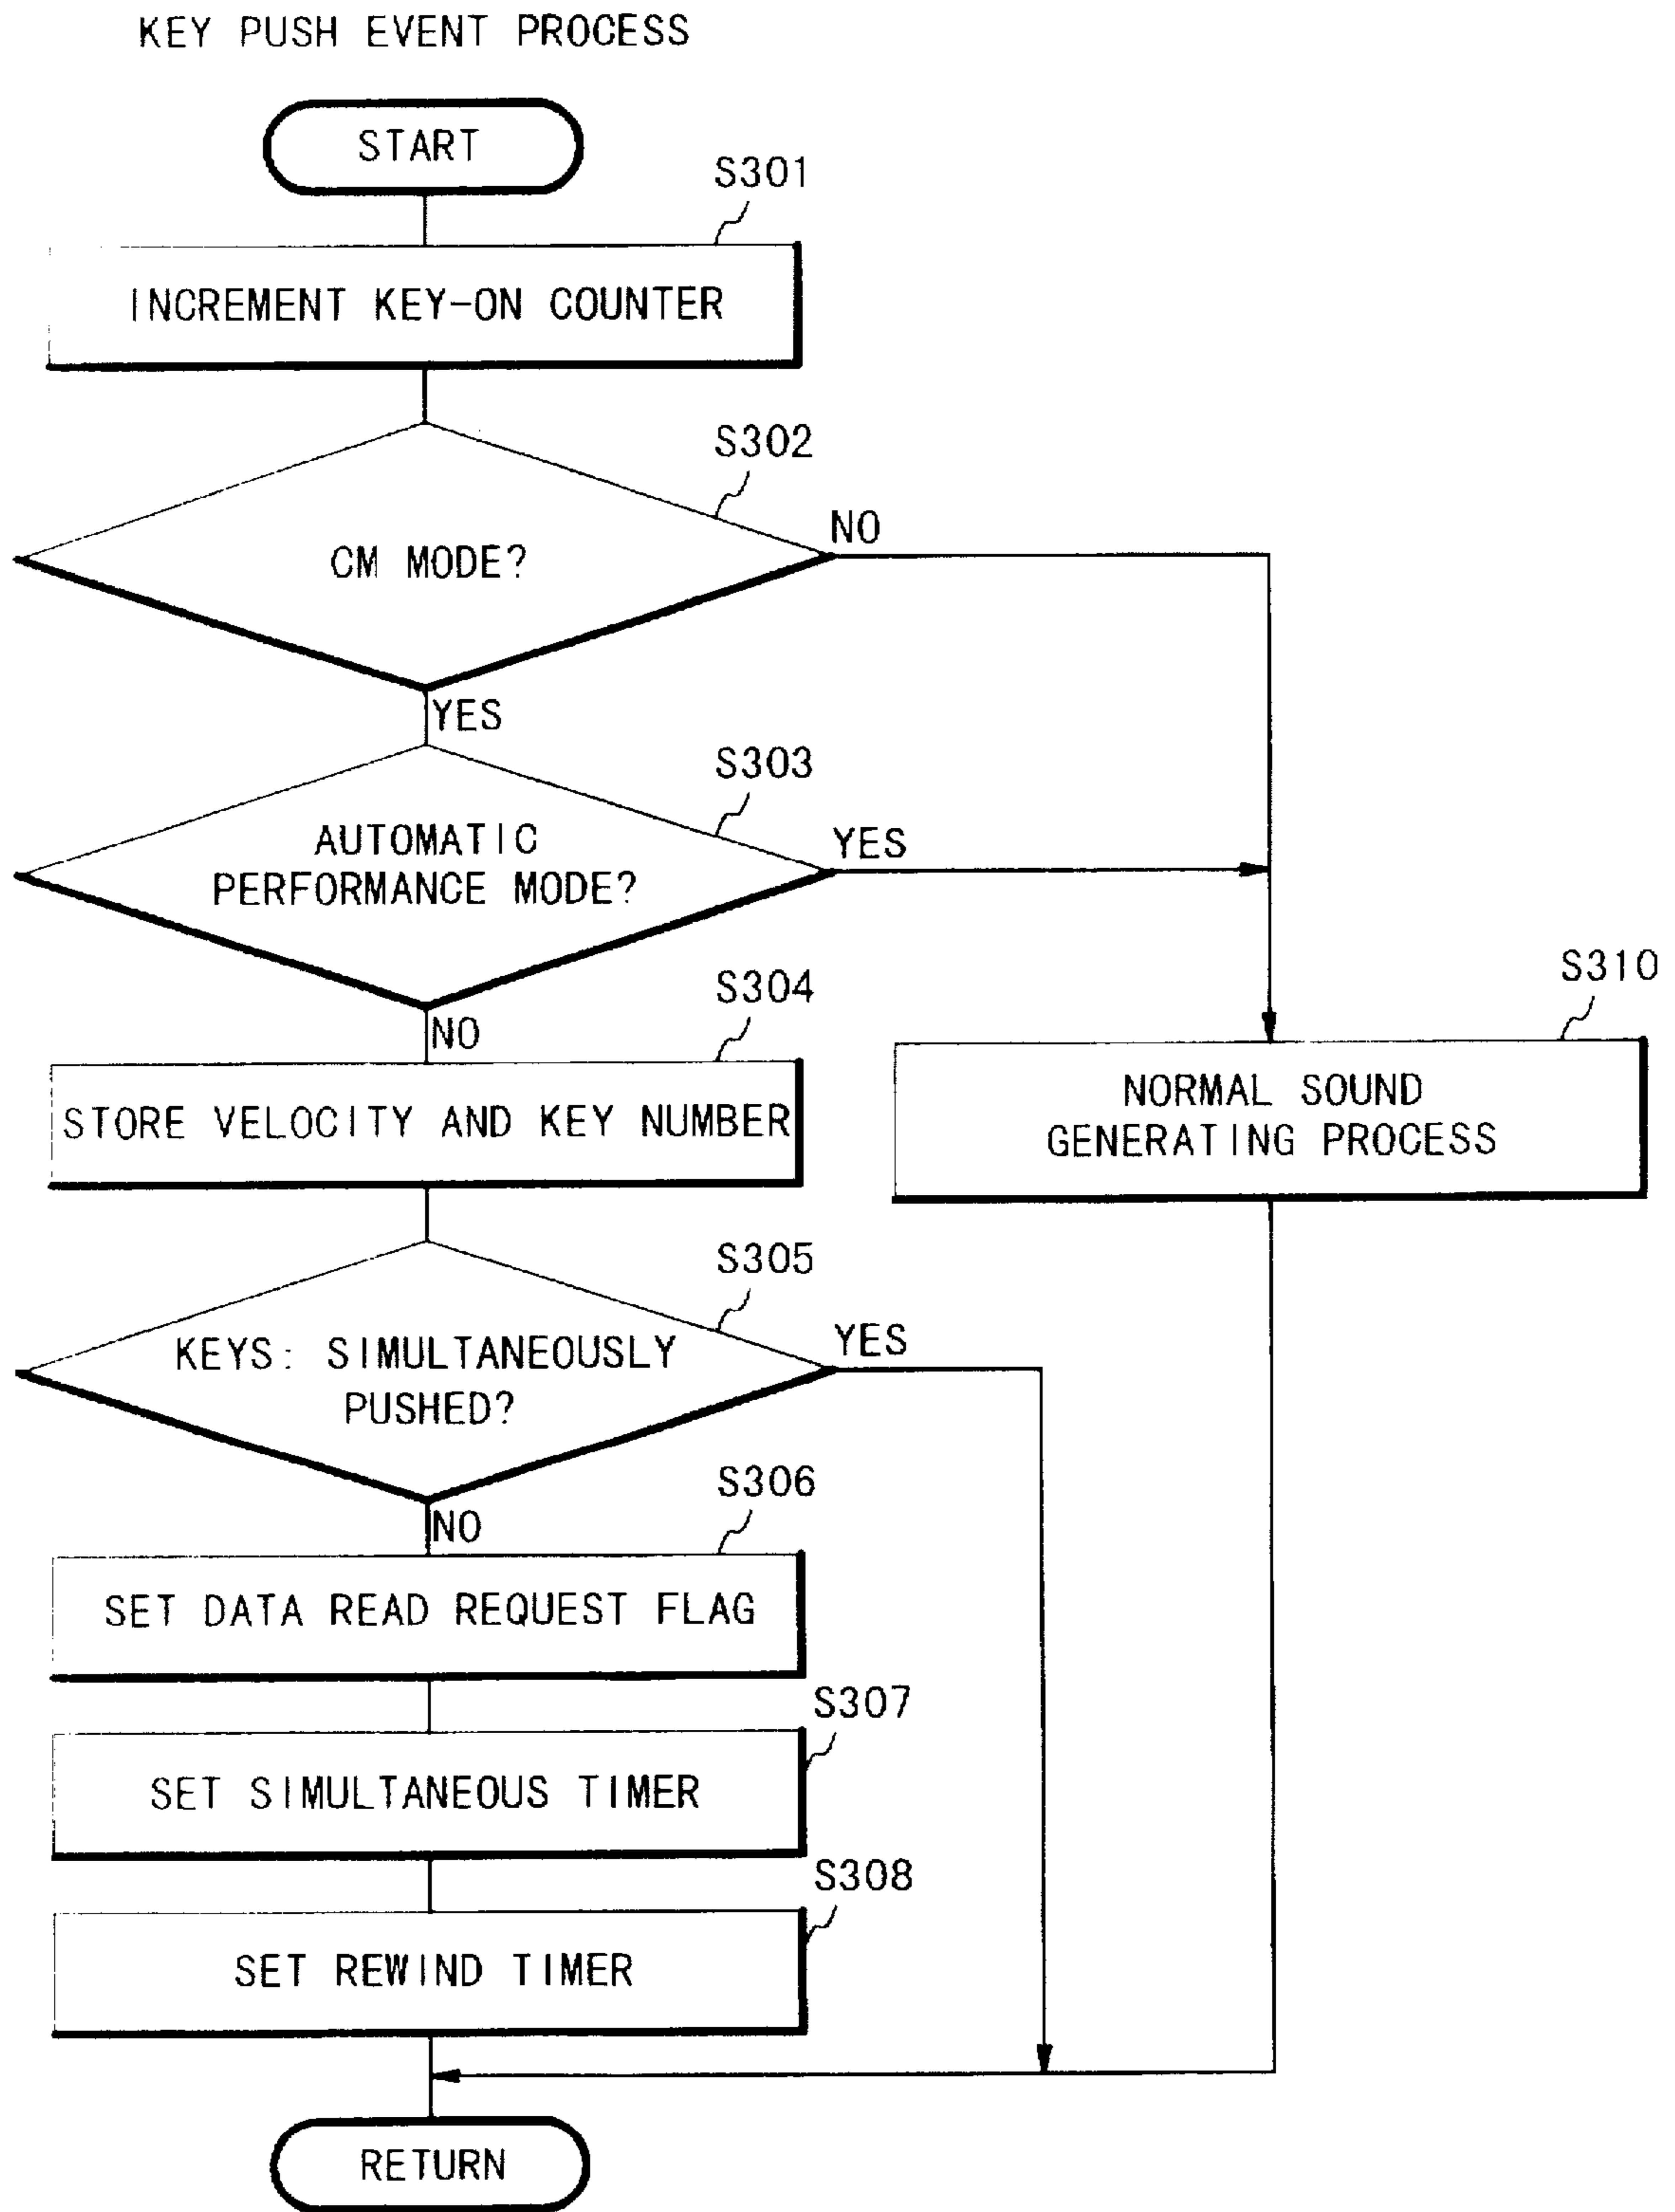 KEY PUSH EVENT PROCESS
START
S301
INCREMENT KEY-ON COUNTER
S302
NO
CM MODE?
YES
S303
AUTOMATIC
YES
PERFORMANCE MODE?
S304
NO
S310
STORE VELOCITY AND KEY NUMBER
NORMAL SOUND
GENERATING PROCESS
S305
YES
KEYS: SIMULTANEOUSLY
PUSHED?
S306
NO
SET DATA READ REQUEST FLAG
S307
SET SIMULTANEOUS TIMER
S308
SET REWIND TIMER
RETURN